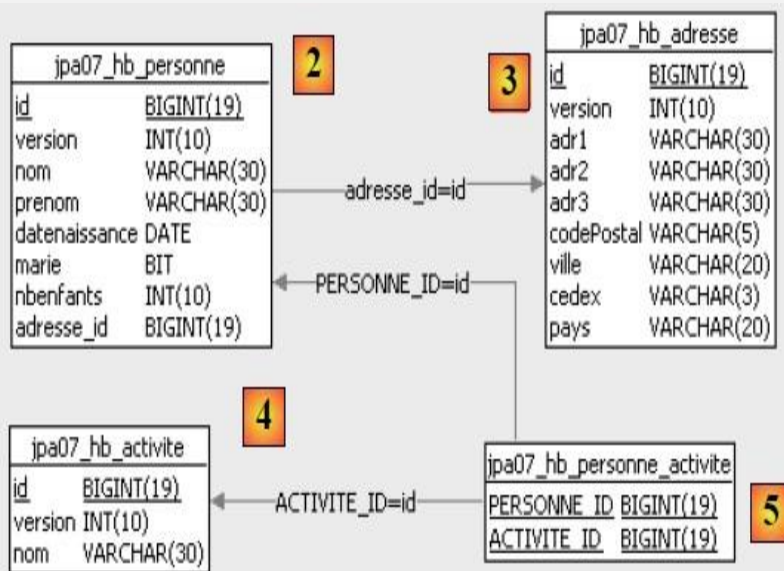 jpa07_hb_personne
id BIGINT(19)
version INT(10)
nom VARCHAR(30)
prenom VARCHAR(30)
datenaissance DATE
marie BIT
nbenfants INT(10)
adresse_id BIGINT(19)
2
adresse_id=id
PERSONNE_ID=id
3
jpa07_hb_adresse
id BIGINT(19)
version INT(10)
adr1 VARCHAR(30)
adr2 VARCHAR(30)
adr3 VARCHAR(30)
codePostal VARCHAR(5)
ville VARCHAR(20)
cedex VARCHAR(3)
pays VARCHAR(20)
4
jpa07_hb_activite
id BIGINT(19)
version INT(10)
nom VARCHAR(30)
ACTIVITE_ID=id
jpa07_hb_personne_activite
PERSONNE_ID BIGINT(19)
ACTIVITE_ID BIGINT(19)
5